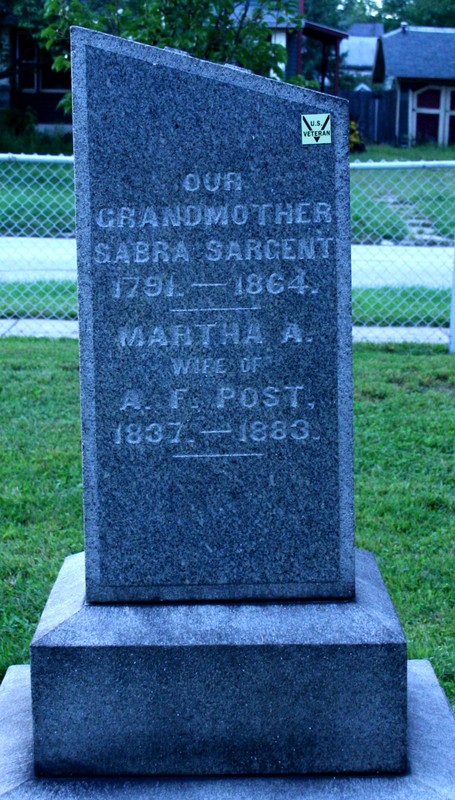 U.S.
VETERAN
OUR
GRANDMOTHER
SABRA SARGENT
1791. — 1864.
MARTHA A.
WIFE OF
A. F. POST,
1837. — 1883.